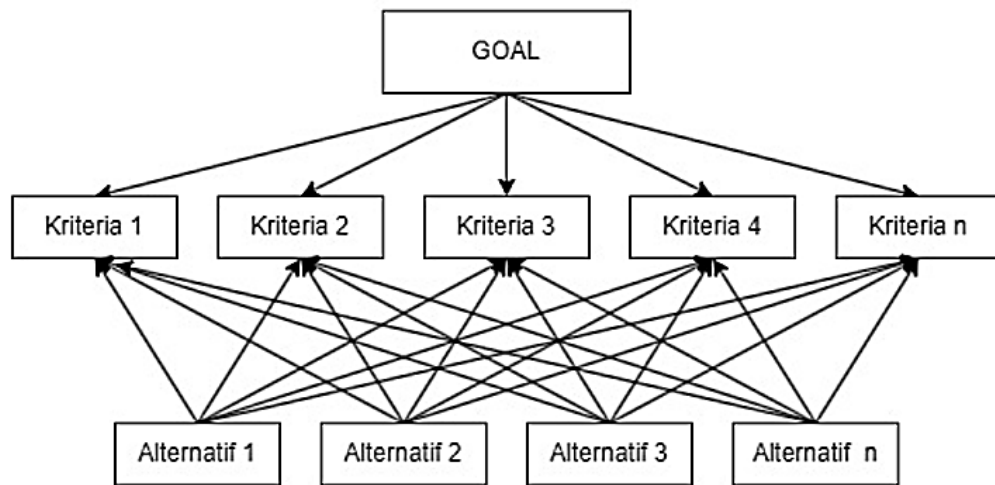 GOAL
Kriteria 1
Kriteria 2
Kriteria 3
Kriteria 4
Kriteria n
Alternatif 1
Alternatif 2
Alternatif 3
Alternatif n